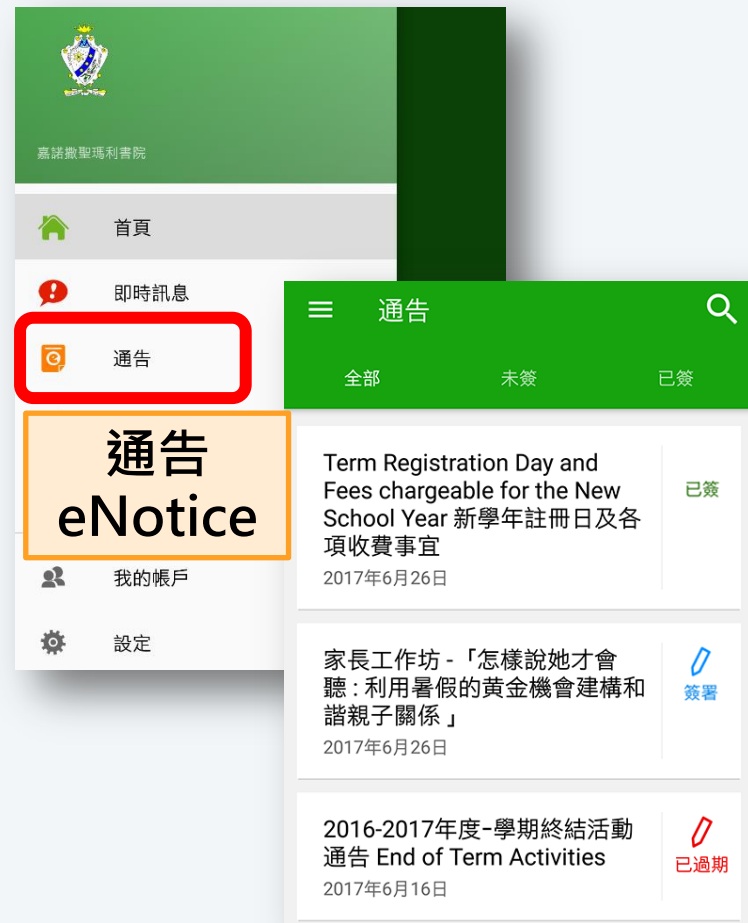 嘉諾撒聖瑪利書院
首頁
即時訊息
通告
通告
eNotice
我的帳戶
設定
通告
全部
未簽
已簽
Term Registration Day and
Fees chargeable for the New
School Year 新學年註冊日及各
項收費事宜
2017年6月26日
已簽
家長工作坊 -「怎樣說她才會
聽 : 利用暑假的黄金機會建構和
諧親子關係 」
2017年6月26日
簽署
2016-2017年度–學期終結活動
通告 End of Term Activities
2017年6月16日
已過期